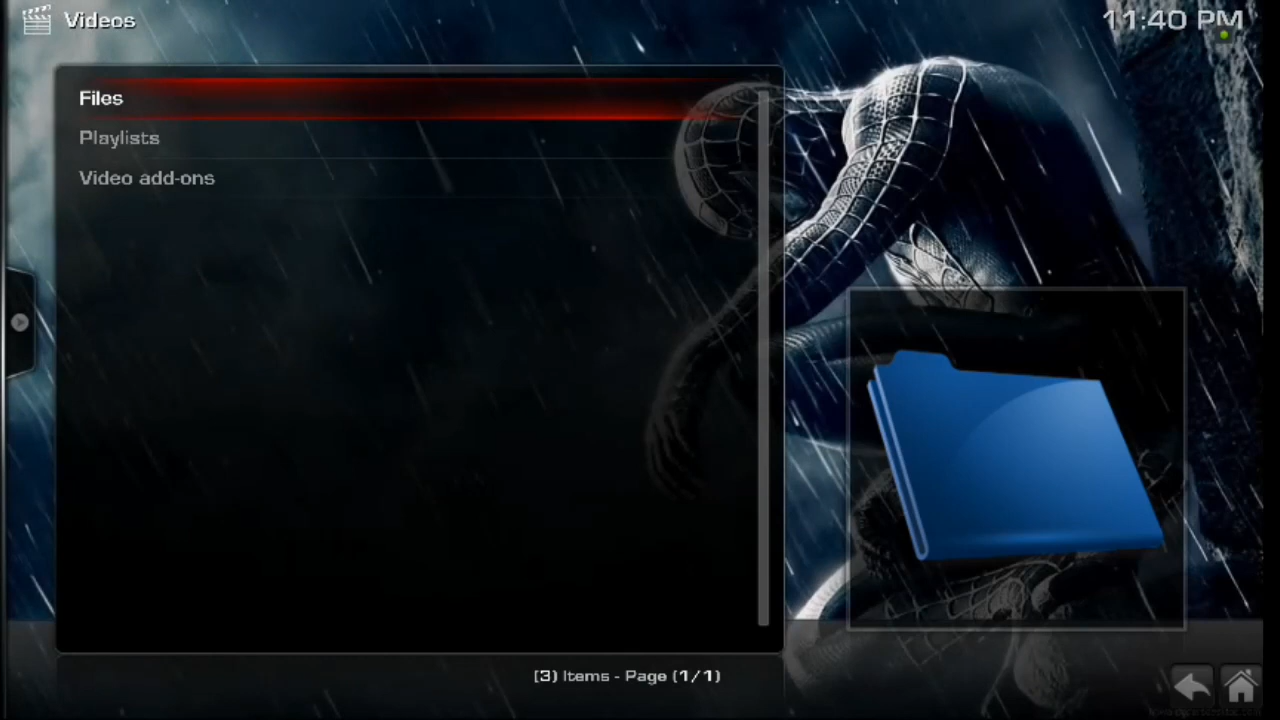 Videos
11:40 PM
Files
Playlists
Video add-ons
(3) Items - Page (1/1)